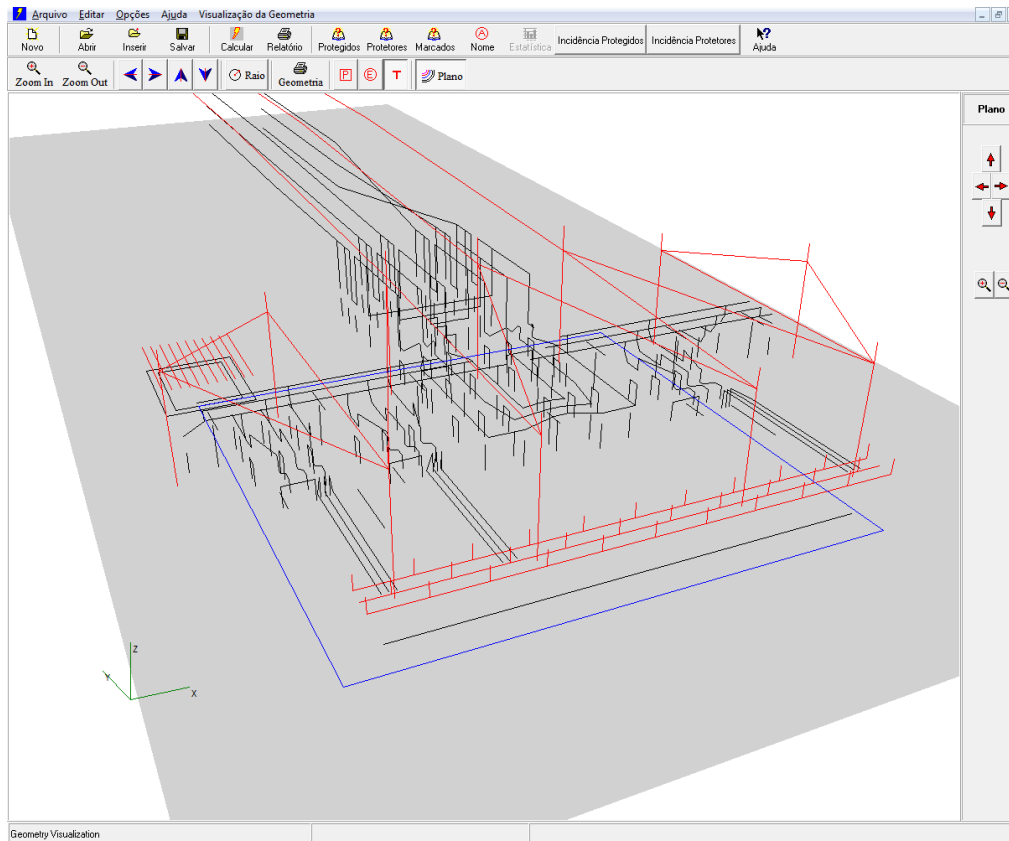 Arquivo Editar Opções Ajuda Visualização da Geometria
Novo Abrir Inserir Salvar Calcular Relatório Protegidos Protetores Marcados Nome Estatística Incidência Protegidos Incidência Protetores Ajuda
Zoom In Zoom Out Raio Geometria P E T Plano
Plano
Z
Y
X
Geometry Visualization